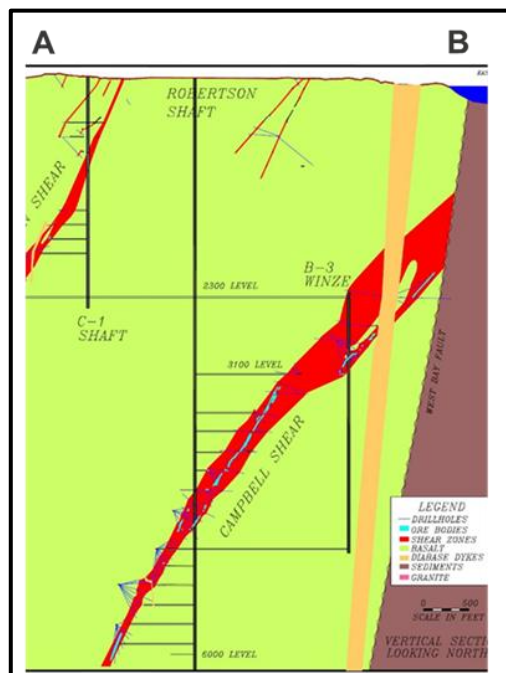 A
B
ROBERTSON
SHAFT
SHEAR
B-3
WINZE
2300 LEVEL
C-1
SHAFT
3100 LEVEL
WEST BAY FAULT
CAMPBELL SHEAR
LEGEND
DRILLHOLES
ORE BODIES
SHEAR ZONES
BASALT
DIABASE DYKES
SEDIMENTS
GRANITE
0 500
SCALE IN FEET
6000 LEVEL
VERTICAL SECTI
LOOKING NORTH